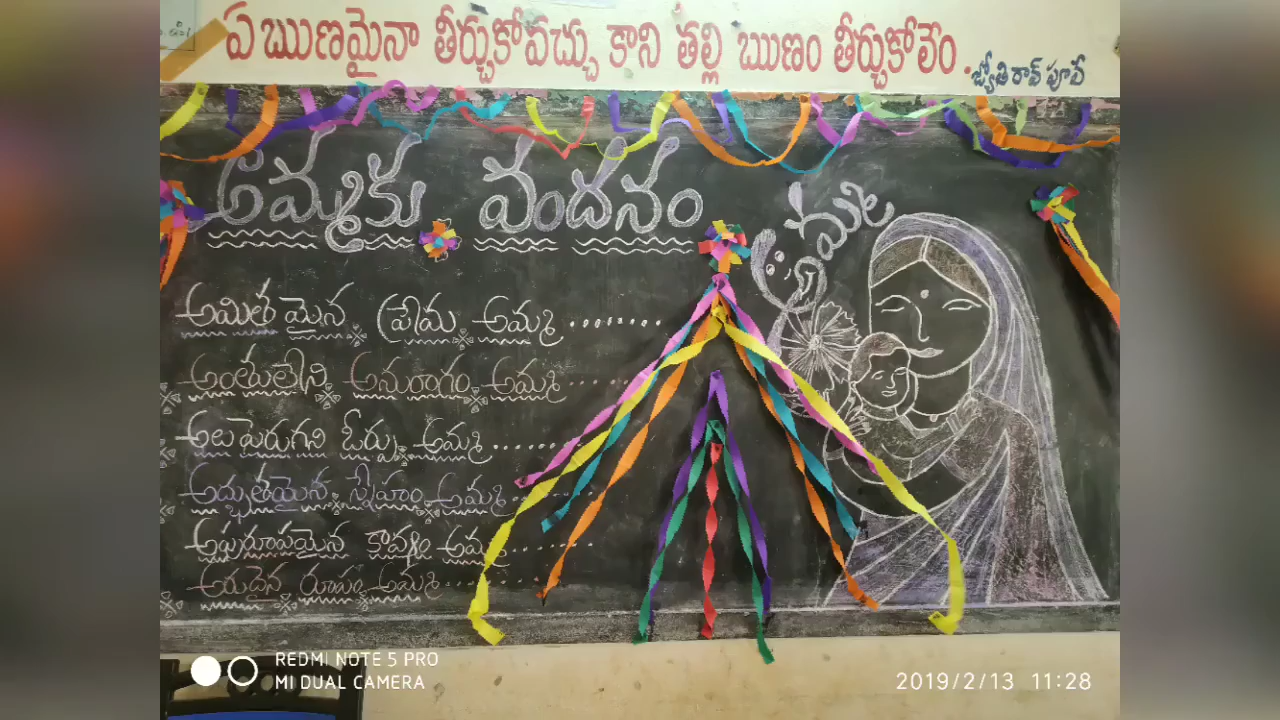 ఏ ఋణమైనా తీర్చుకోవచ్చు కాని తల్లి ఋణం తీర్చుకోలేం.
జ్యోతిరావ్ పూలే
అమ్మకు వందనం
అమితమైన ప్రేమ అమ్మ ........
అంతులేని అనురాగం అమ్మ ......
అలుపెరుగని ఓర్పు అమ్మ ......
అద్భుతమైన స్నేహం అమ్మ
అపురూపమైన కావ్యం అమ్మ ......
అరుదైన రూపం అమ్మ ........
REDMI NOTE 5 PRO
MI DUAL CAMERA
2019/2/13 11:28